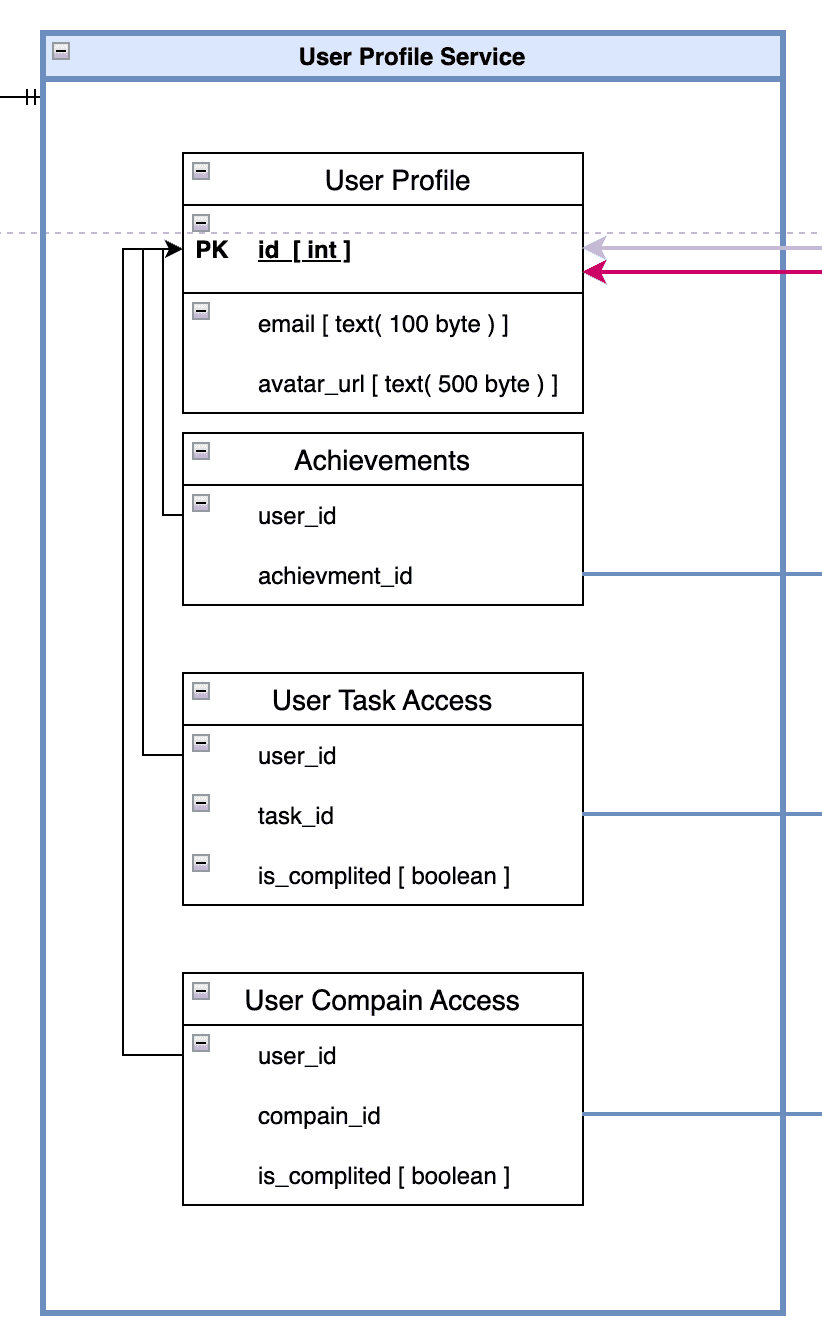 User Profile Service
User Profile
PK id [ int ]
email [ text( 100 byte ) ]
avatar_url [ text( 500 byte ) ]
Achievements
user_id
achievment_id
User Task Access
user_id
task_id
is_complited [ boolean ]
User Compain Access
user_id
compain_id
is_complited [ boolean ]